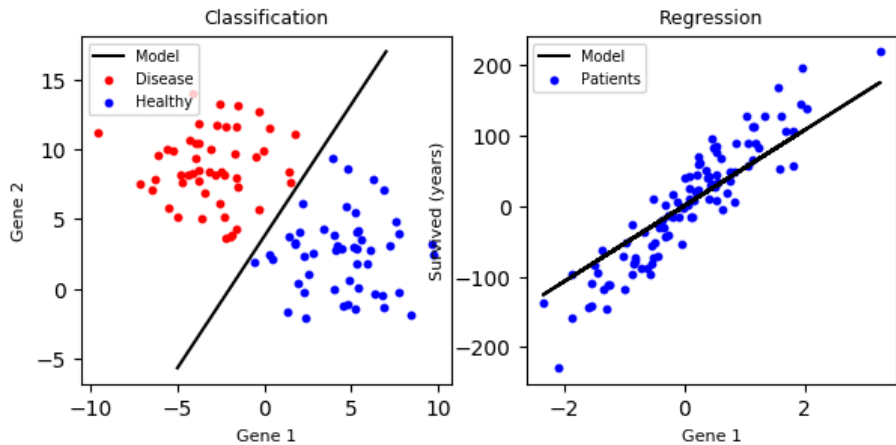 Classification
Model
Disease
Healthy
15
10
5
0
−5
Gene 2
−10
−5
0
5
10
Gene 1
Regression
Model
Patients
200
100
0
−100
−200
Survived (years)
−2
0
2
Gene 1